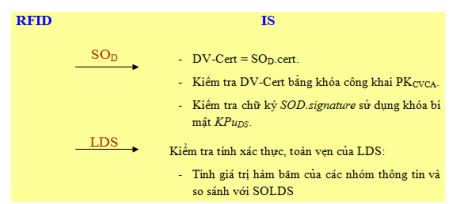 RFID IS
SOD
- DV-Cert = SOD.cert.
- Kiểm tra DV-Cert bằng khóa công khai PKCVCA.
- Kiểm tra chữ ký SOD.signature sử dụng khóa bí
mật KPuDS.
LDS
Kiểm tra tính xác thực, toàn vẹn của LDS:
- Tính giá trị hàm băm của các nhóm thông tin và
so sánh với SOLDS